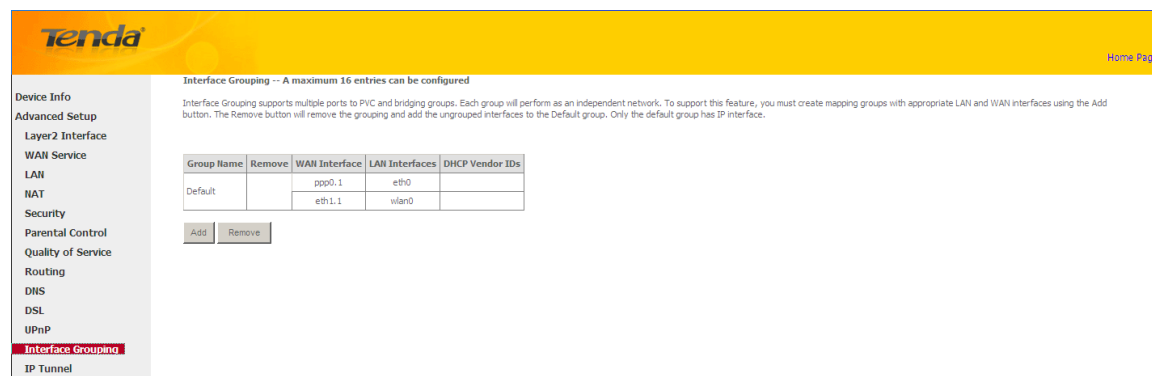 Tenda
Home Pag
Device Info
Advanced Setup
Layer2 Interface
WAN Service
LAN
NAT
Security
Parental Control
Quality of Service
Routing
DNS
DSL
UPnP
Interface Grouping
IP Tunnel
Interface Grouping -- A maximum 16 entries can be configured
Interface Grouping supports multiple ports to PVC and bridging groups. Each group will perform as an independent network. To support this feature, you must create mapping groups with appropriate LAN and WAN interfaces using the Add
button. The Remove button will remove the grouping and add the ungrouped interfaces to the Default group. Only the default group has IP interface.
Group Name Remove WAN Interface LAN Interfaces DHCP Vendor IDs
Default ppp0.1 eth0
eth1.1 wlan0
Add Remove